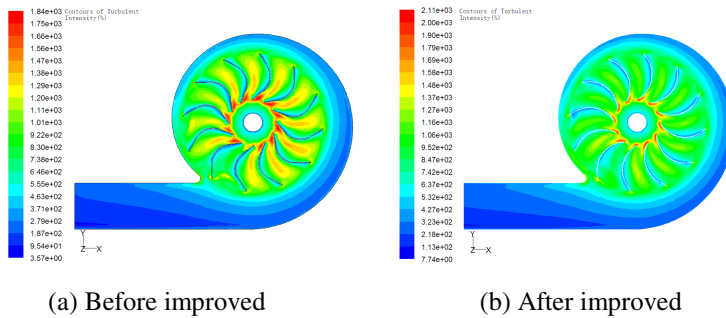 1.84e+03
1.75e+03
1.66e+03
1.57e+03
1.48e+03
1.38e+03
1.29e+03
1.20e+03
1.11e+03
1.01e+03
9.22e+02
8.30e+02
7.38e+02
6.46e+02
5.55e+02
4.63e+02
3.71e+02
2.79e+02
1.87e+02
9.54e+01
3.57e+00
Contours of Turbulent
Intensity(%)
Y
Z X
(a) Before improved
2.11e+03
2.00e+03
1.90e+03
1.79e+03
1.69e+03
1.58e+03
1.48e+03
1.37e+03
1.27e+03
1.16e+03
1.06e+03
9.52e+02
8.47e+02
7.42e+02
6.37e+02
5.32e+02
4.27e+02
3.23e+02
2.18e+02
1.13e+02
7.74e+00
Contours of Turbulent
Intensity(%)
Y
Z X
(b) After improved